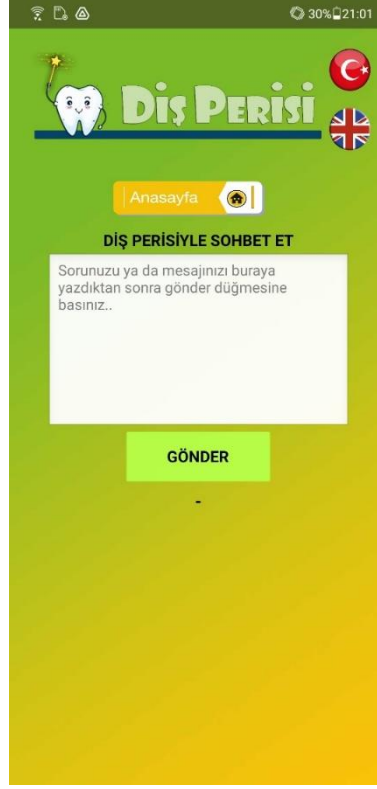 30% 21:01
Diş Perisi
Anasayfa
DİŞ PERİSİYLE SOHBET ET
Sorunuzu ya da mesajınızı buraya
yazdıktan sonra gönder düğmesine
basınız..
GÖNDER
-